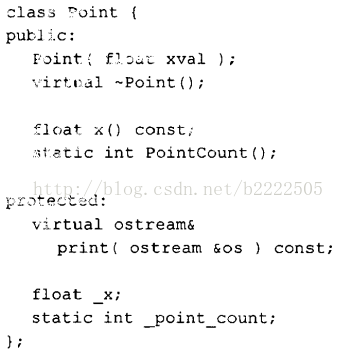 class Point {
public:
Point( float xval );
virtual ~Point();
float x() const;
static int PointCount();
http://blog.csdn.net/b2222505
protected:
virtual ostream&
print( ostream &os ) const;
float _x;
static int _point_count;
};